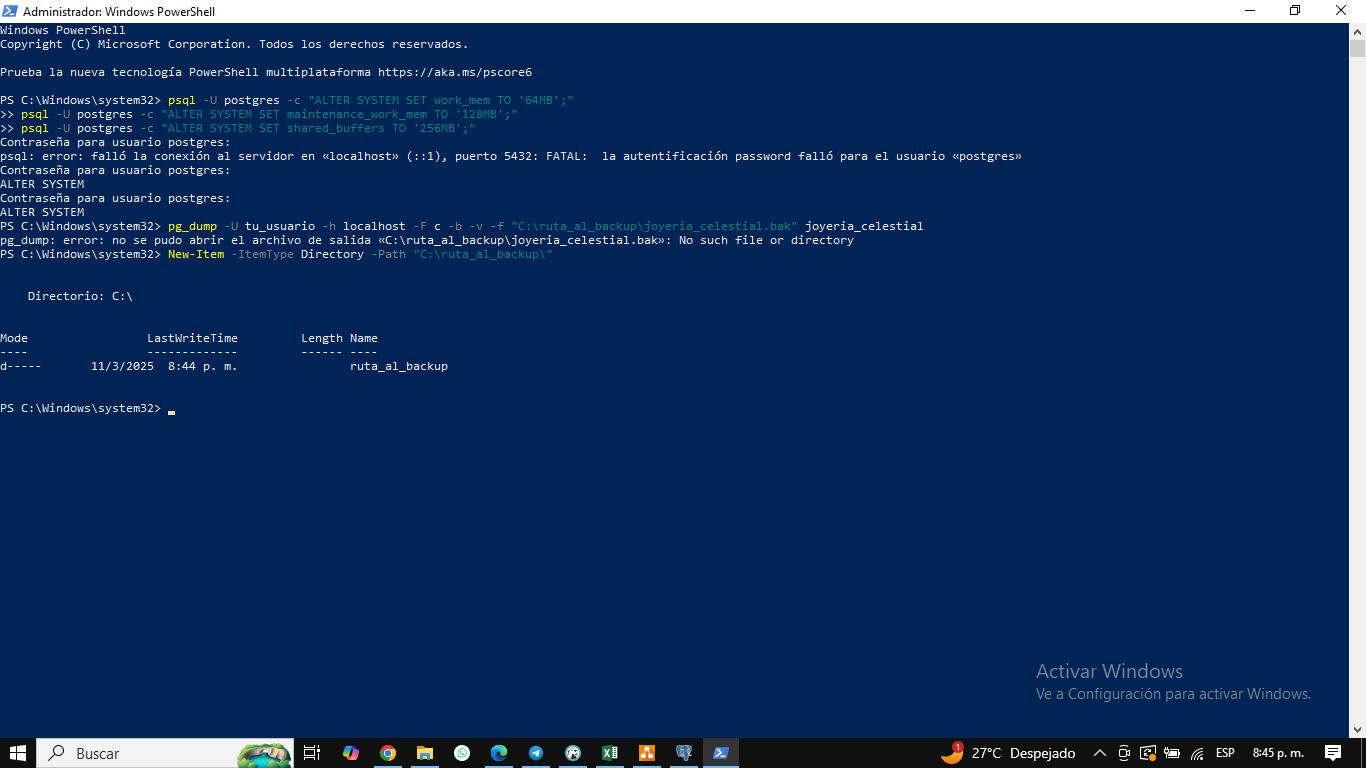 Administrador: Windows PowerShell
Windows PowerShell
Copyright (C) Microsoft Corporation. Todos los derechos reservados.
Prueba la nueva tecnología PowerShell multiplataforma https://aka.ms/pscore6
PS C:\Windows\system32> psql -U postgres -c "ALTER SYSTEM SET work_mem TO '64MB';"
>> psql -U postgres -c "ALTER SYSTEM SET maintenance_work_mem TO '128MB';"
>> psql -U postgres -c "ALTER SYSTEM SET shared_buffers TO '256MB';"
Contraseña para usuario postgres:
psql: error: falló la conexión al servidor en «localhost» (::1), puerto 5432: FATAL:  la autentificación password falló para el usuario «postgres»
Contraseña para usuario postgres:
ALTER SYSTEM
Contraseña para usuario postgres:
ALTER SYSTEM
PS C:\Windows\system32> pg_dump -U tu_usuario -h localhost -F c -b -v -f "C:\ruta_al_backup\joyeria_celestial.bak" joyeria_celestial
pg_dump: error: no se pudo abrir el archivo de salida «C:\ruta_al_backup\joyeria_celestial.bak»: No such file or directory
PS C:\Windows\system32> New-Item -ItemType Directory -Path "C:\ruta_al_backup\"
Directorio: C:\
Mode                 LastWriteTime         Length Name
----                 -------------         ------ ----
d-----       11/3/2025  8:44 p. m.                ruta_al_backup
PS C:\Windows\system32>
Activar Windows
Ve a Configuración para activar Windows.
Buscar
1
27°C Despejado
ESP
8:45 p. m.